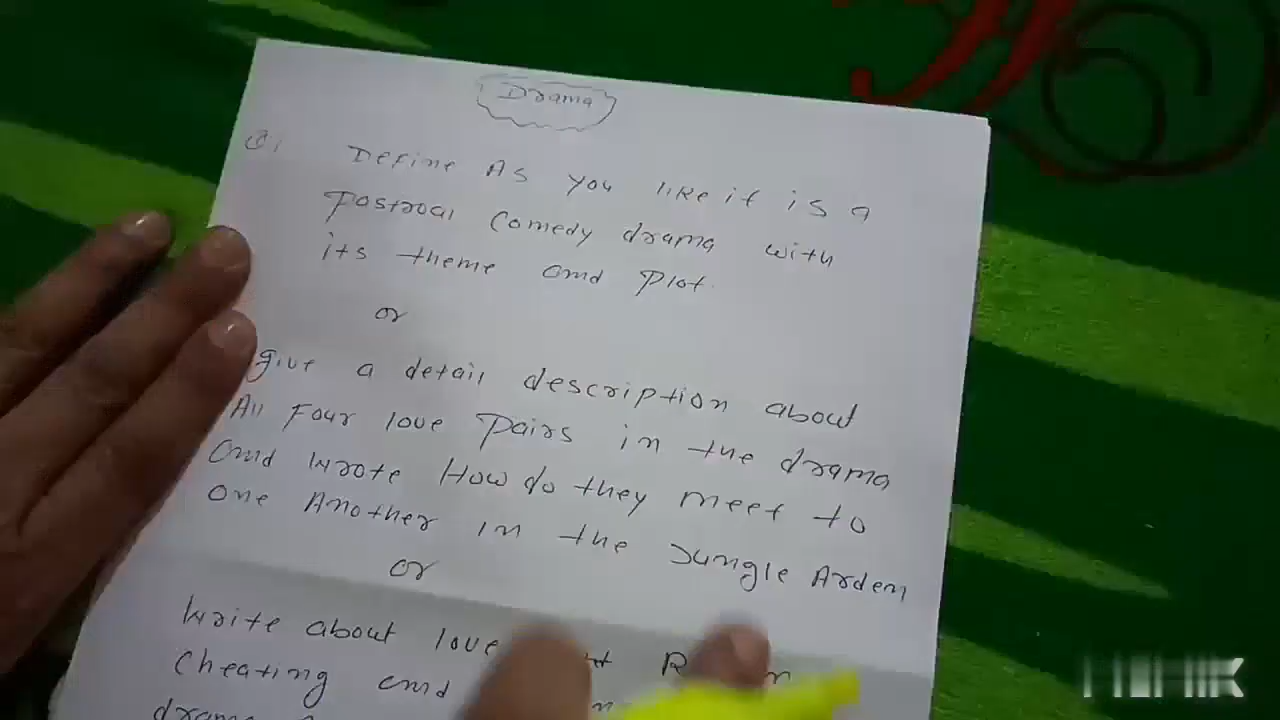 Drama
Q1 Define As you like it is a
Pastroal Comedy drama with
its theme and Plot.
or
give a detail description about
All Four love Pairs in the drama
and Wrote How do they meet to
one Another in the Jungle Arden
or
Write about love
Cheating and
drama